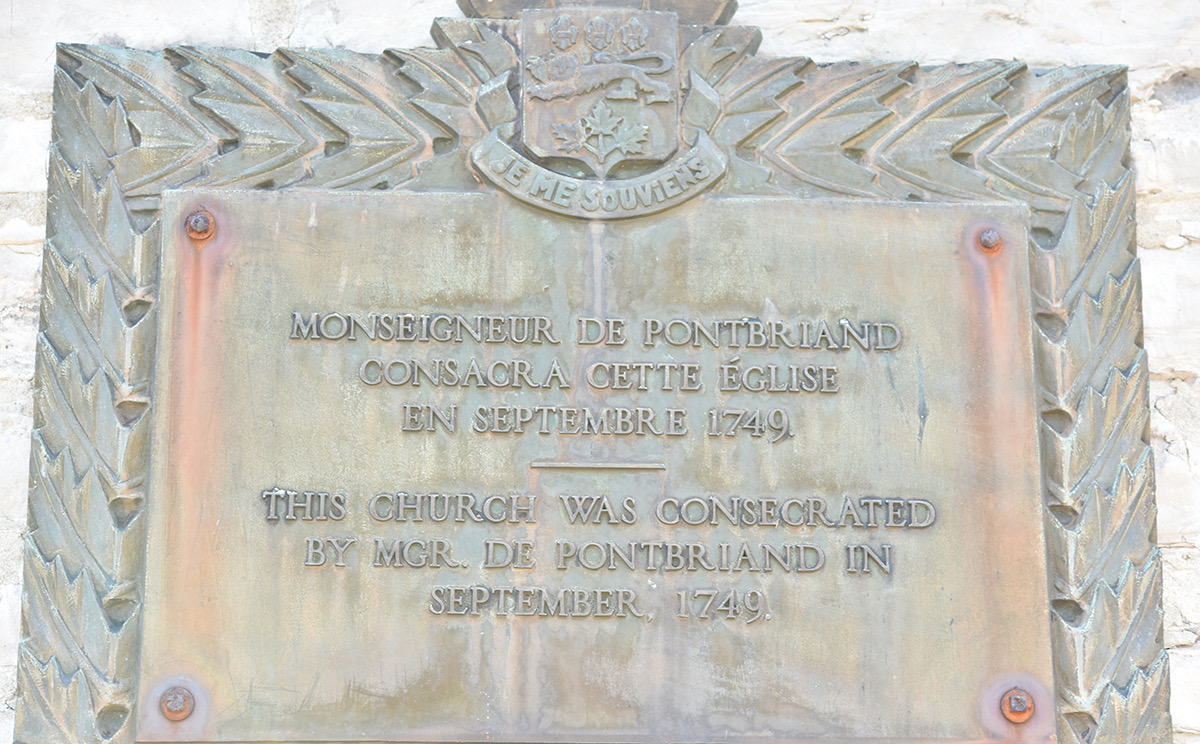 JE ME SOUViENS
MONSEIGNEUR DE PONTBRIAND
CONSACRA CETTE ÉGLISE
EN SEPTEMBRE 1749.
THIS CHURCH WAS CONSECRATED
BY MGR. DE PONTBRIAND IN
SEPTEMBER, 1749.